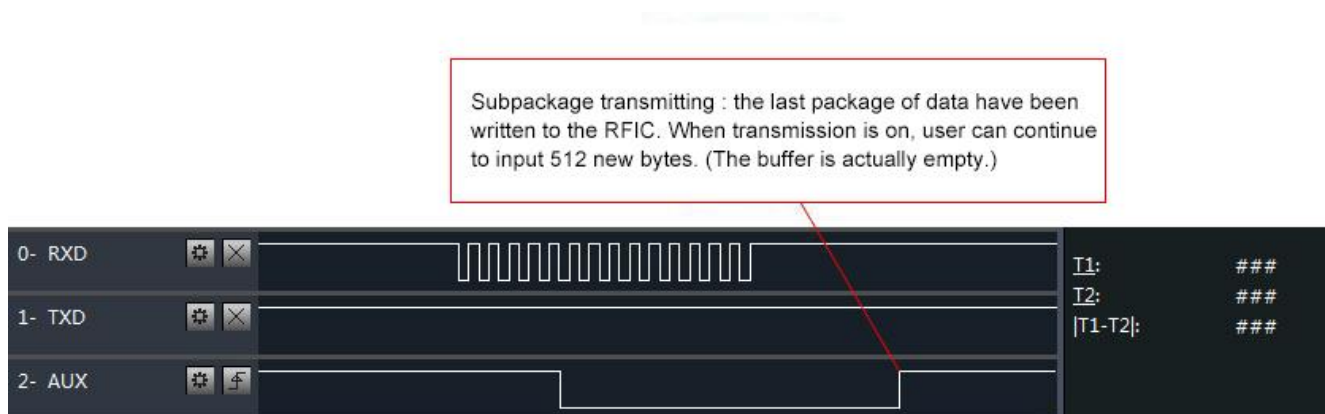 Subpackage transmitting : the last package of data have been
written to the RFIC. When transmission is on, user can continue
to input 512 new bytes. (The buffer is actually empty.)
0- RXD
T1: ###
T2: ###
1- TXD
|T1-T2|: ###
2- AUX